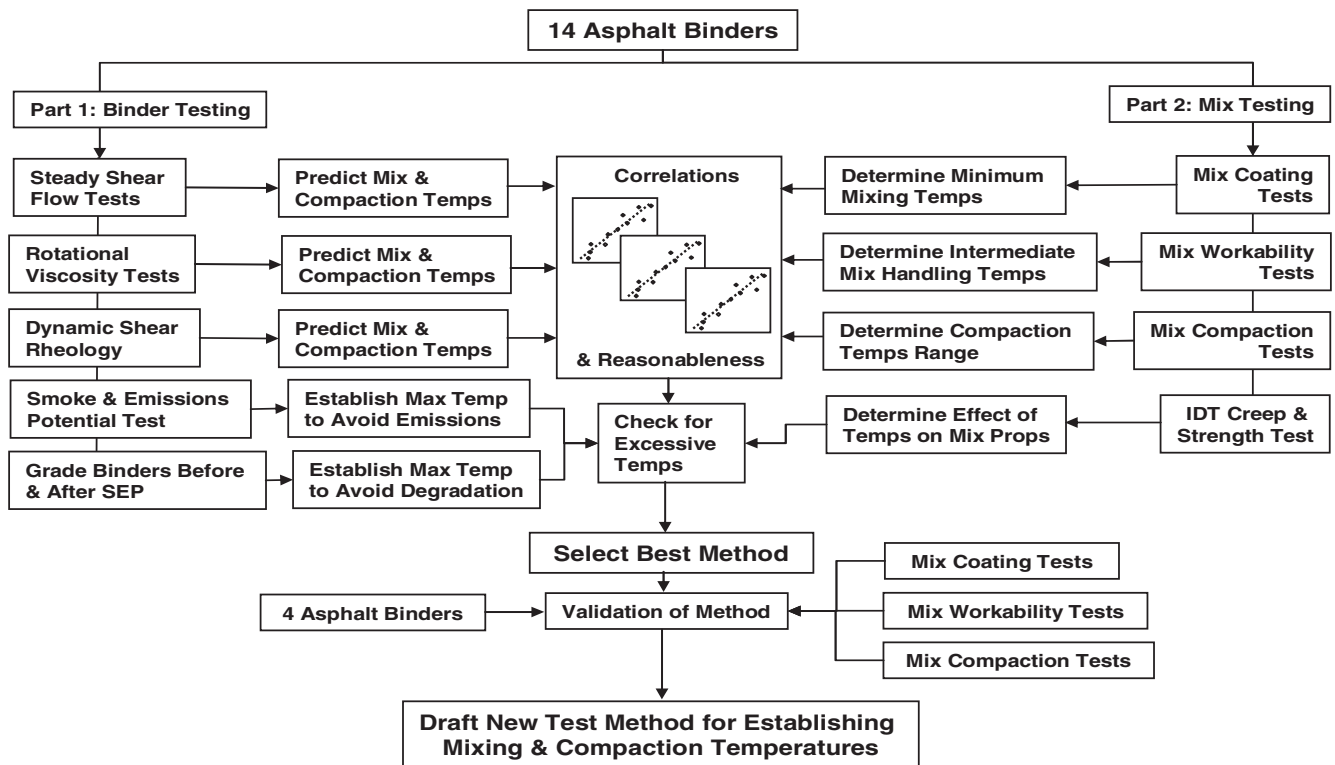 14 Asphalt Binders
Part 1: Binder Testing
Part 2: Mix Testing
Steady Shear
Flow Tests
Predict Mix &
Compaction Temps
Correlations
Determine Minimum
Mixing Temps
Mix Coating
Tests
Rotational
Viscosity Tests
Predict Mix &
Compaction Temps
Determine Intermediate
Mix Handling Temps
Mix Workability
Tests
Dynamic Shear
Rheology
Predict Mix &
Compaction Temps
& Reasonableness
Determine Compaction
Temps Range
Mix Compaction
Tests
Smoke & Emissions
Potential Test
Establish Max Temp
to Avoid Emissions
Check for
Excessive
Temps
Determine Effect of
Temps on Mix Props
IDT Creep &
Strength Test
Grade Binders Before
& After SEP
Establish Max Temp
to Avoid Degradation
Select Best Method
4 Asphalt Binders
Validation of Method
Mix Coating Tests
Mix Workability Tests
Mix Compaction Tests
Draft New Test Method for Establishing
Mixing & Compaction Temperatures